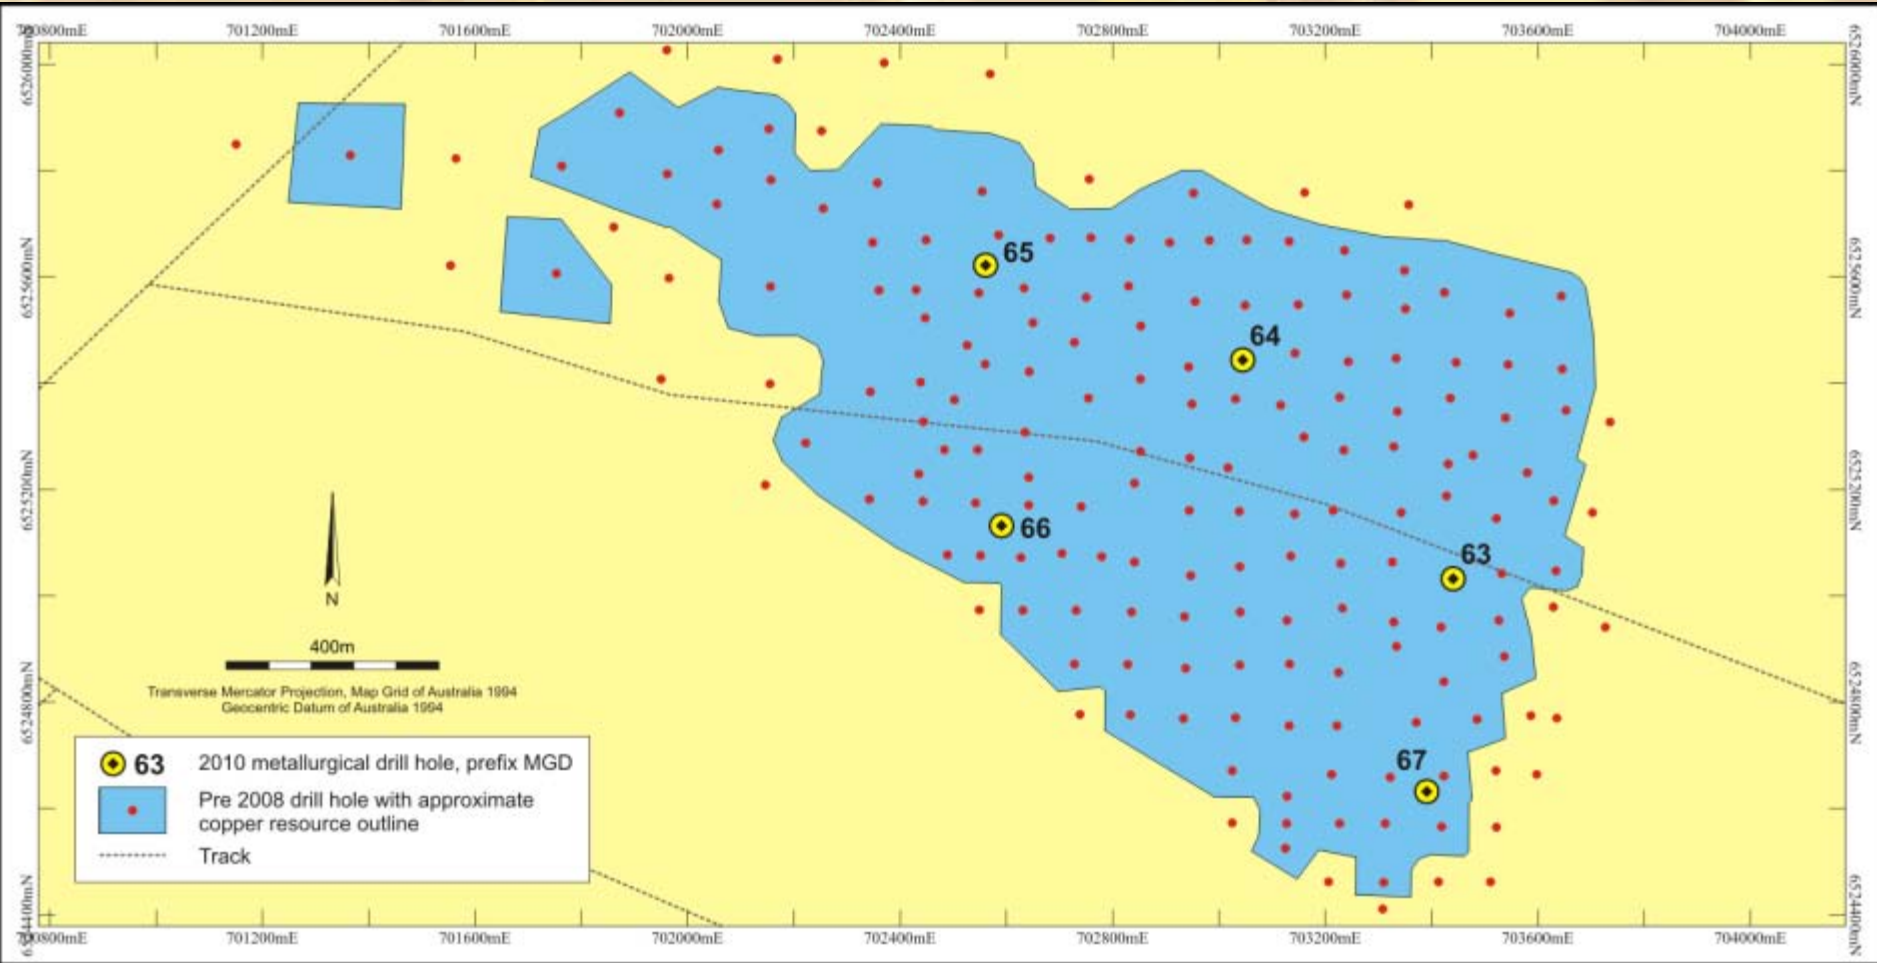 700800mE 701200mE 701600mE 702000mE 702400mE 702800mE 703200mE 703600mE 704000mE
6526000mN 6526000mN
65
6525600mN 6525600mN
64
6525200mN 6525200mN
66
63
N
400m
Transverse Mercator Projection, Map Grid of Australia 1994
Geocentric Datum of Australia 1994
6524800mN 6524800mN
67
63 2010 metallurgical drill hole, prefix MGD
Pre 2008 drill hole with approximate
copper resource outline
Track
6524400mN 6524400mN
700800mE 701200mE 701600mE 702000mE 702400mE 702800mE 703200mE 703600mE 704000mE